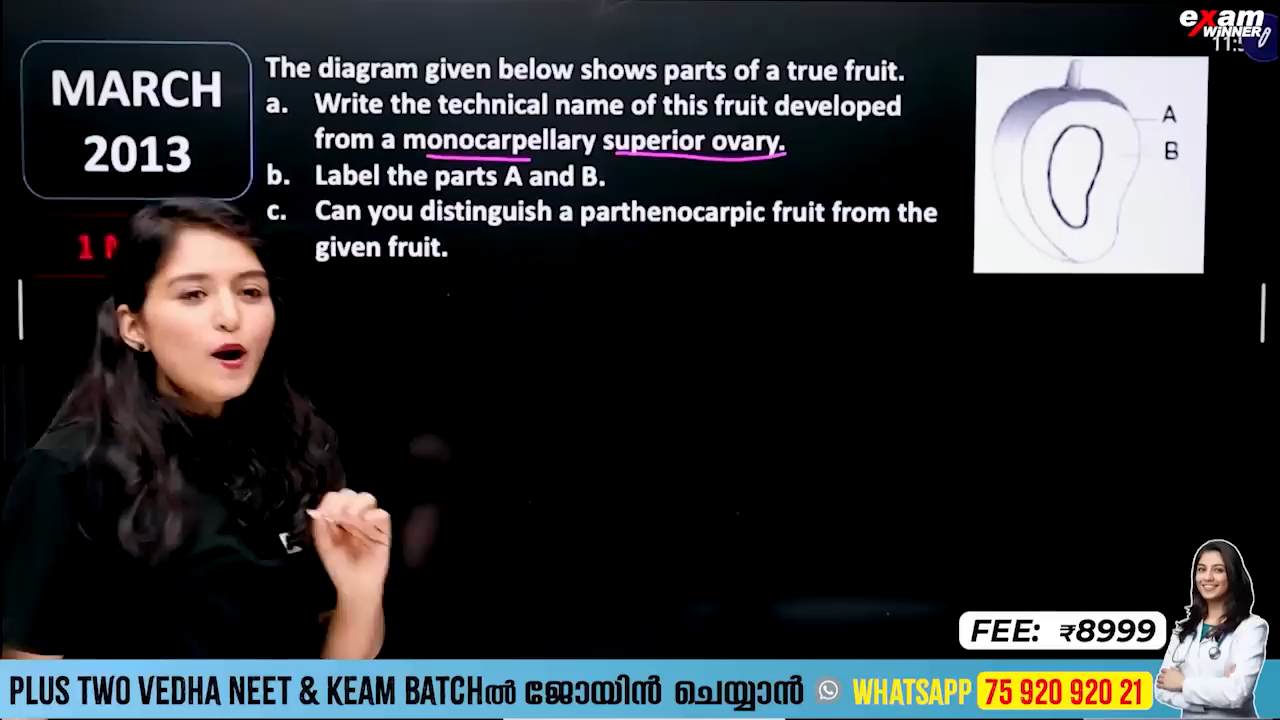 exam
WINNER
MARCH
2013
The diagram given below shows parts of a true fruit.
a. Write the technical name of this fruit developed
from a monocarpellary superior ovary.
b. Label the parts A and B.
c. Can you distinguish a parthenocarpic fruit from the
given fruit.
A
B
1
FEE: ₹8999
PLUS TWO VEDHA NEET & KEAM BATCHൽ ജോയിൻ ചെയ്യാൻ WHATSAPP 75 920 920 21